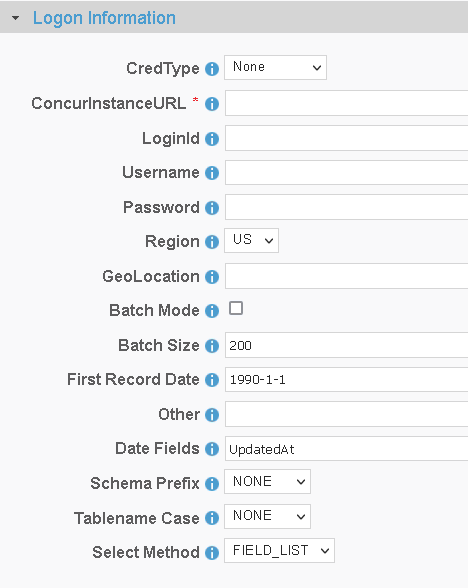 Logon Information
CredType None
ConcurInstanceURL *
LoginId
Username
Password
Region US
GeoLocation
Batch Mode
Batch Size 200
First Record Date 1990-1-1
Other
Date Fields UpdatedAt
Schema Prefix NONE
Tablename Case NONE
Select Method FIELD_LIST